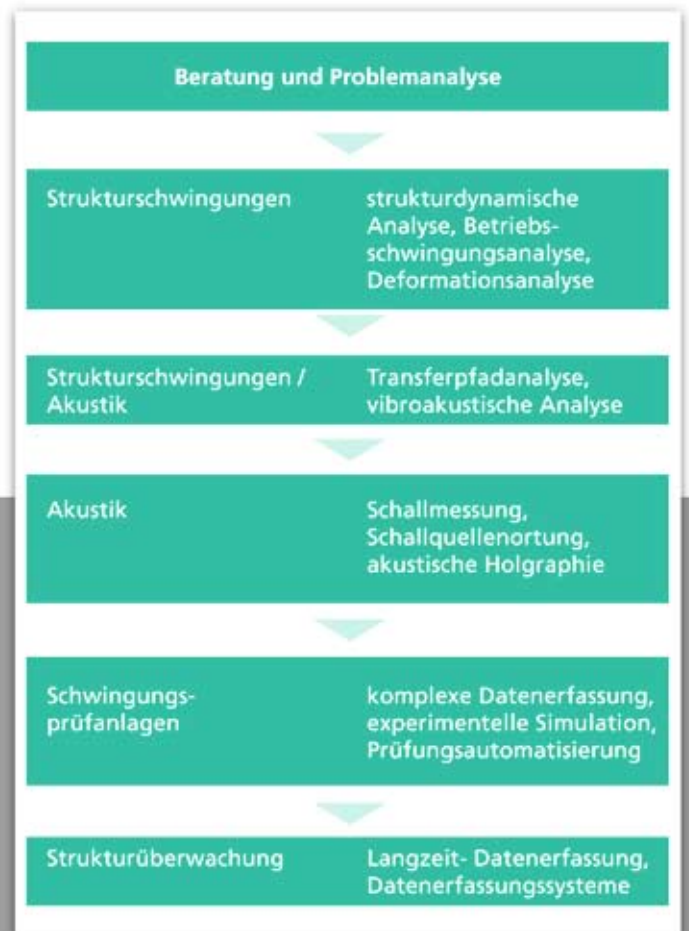 Beratung und Problemanalyse
Strukturschwingungen
strukturdynamische
Analyse, Betriebs-
schwingungsanalyse,
Deformationsanalyse
Strukturschwingungen /
Akustik
Transferpfadanalyse,
vibroakustische Analyse
Akustik
Schallmessung,
Schallquellenortung,
akustische Holgraphie
Schwingungs-
prüfanlagen
komplexe Datenerfassung,
experimentelle Simulation,
Prüfungsautomatisierung
Strukturüberwachung
Langzeit- Datenerfassung,
Datenerfassungssysteme